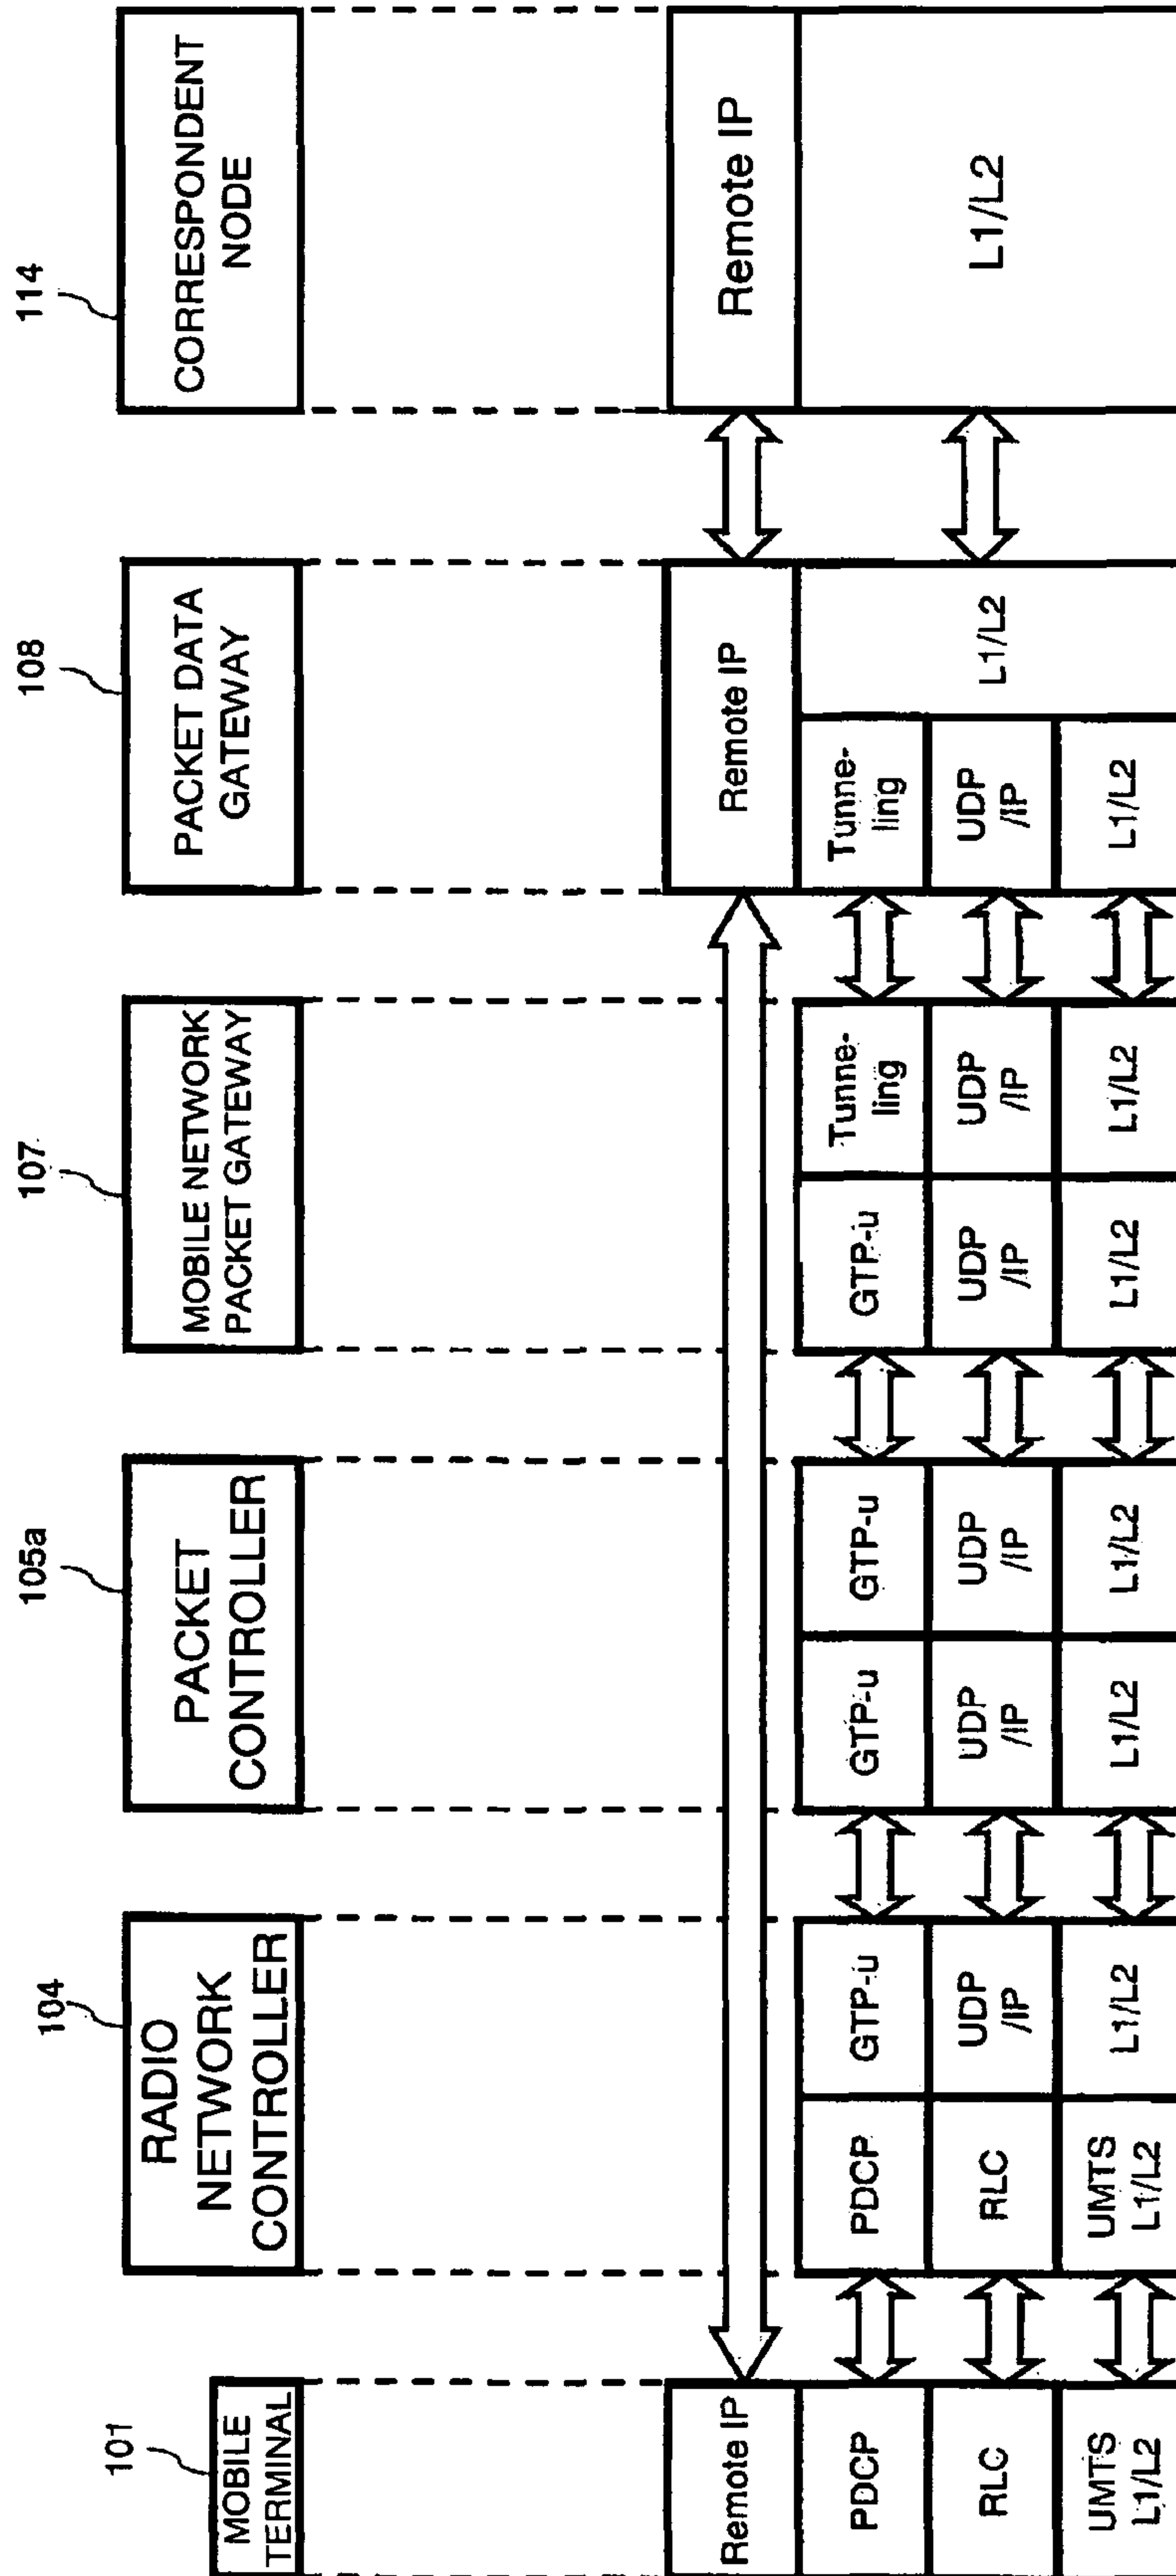 101
104
105a
107
108
114
MOBILE
TERMINAL
RADIO
NETWORK
CONTROLLER
PACKET
CONTROLLER
MOBILE NETWORK
PACKET GATEWAY
PACKET DATA
GATEWAY
CORRESPONDENT
NODE
Remote IP
Remote IP
Remote IP
PDCP
PDCP
GTP-u
GTP-u
GTP-u
GTP-u
Tunne-
ling
Tunne-
ling
L1/L2
L1/L2
RLC
RLC
UDP
/IP
UDP
/IP
UDP
/IP
UDP
/IP
UDP
/IP
UDP
/IP
UMTS
L1/L2
UMTS
L1/L2
L1/L2
L1/L2
L1/L2
L1/L2
L1/L2
L1/L2